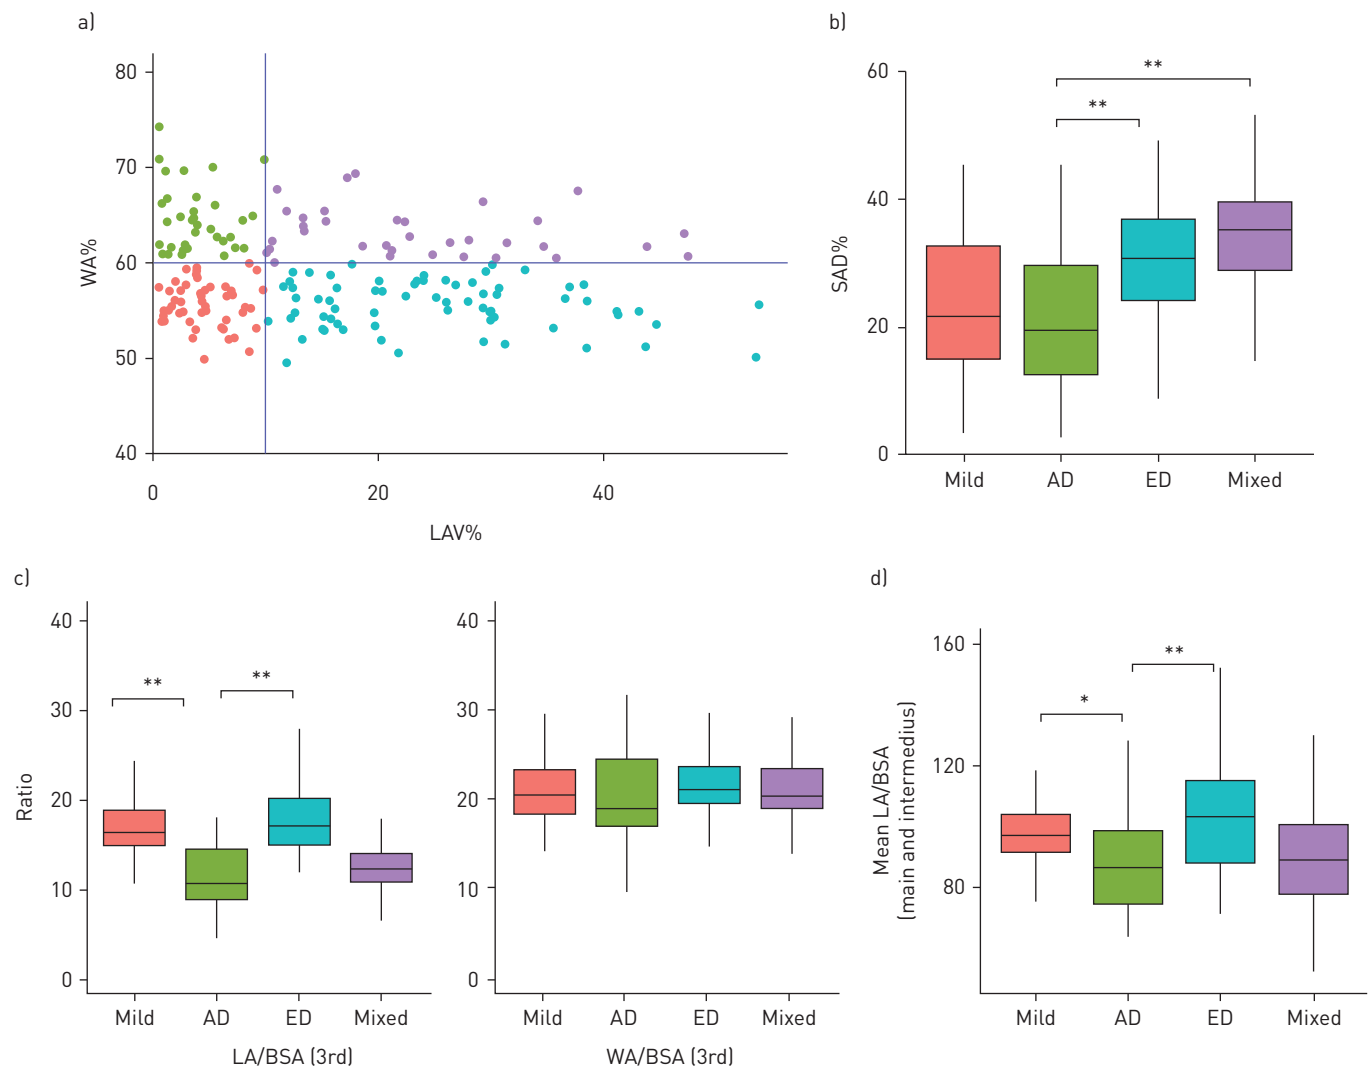 a)
80
70
60
50
40
WA%
0
20
40
LAV%
b)
60
40
20
0
SAD%
**
**
Mild AD ED Mixed
c)
40
30
20
10
0
Ratio
**
**
Mild AD ED Mixed
LA/BSA (3rd)
40
30
20
10
0
Mild AD ED Mixed
WA/BSA (3rd)
d)
160
120
80
Mean LA/BSA
(main and intermedius)
*
**
Mild AD ED Mixed